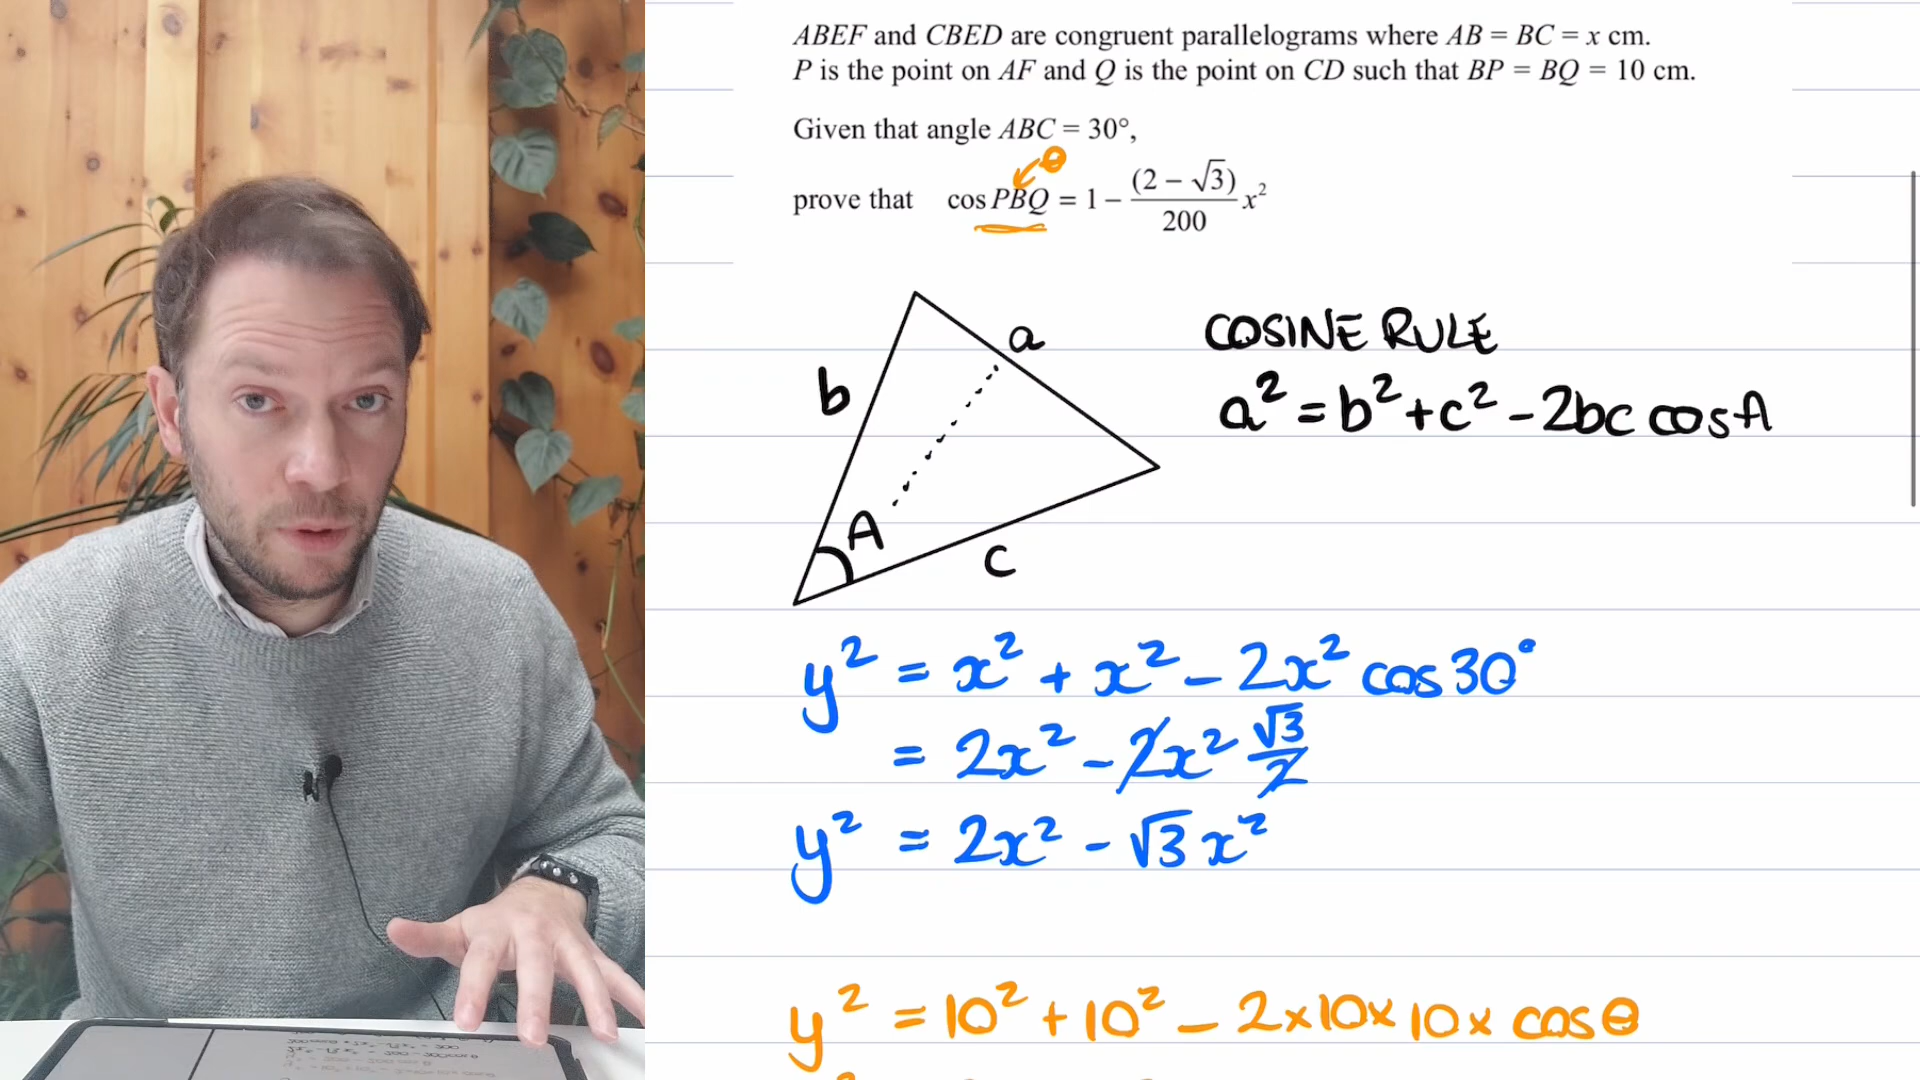 ABEF and CBED are congruent parallelograms where AB = BC = x cm.
P is the point on AF and Q is the point on CD such that BP = BQ = 10 cm.
Given that angle ABC = 30°,
θ
prove that cos PBQ = 1 − (2 − √3)/200 x²
COSINE RULE
a² = b² + c² − 2bc cos A
a
b
A
c
y² = x² + x² − 2x² cos 30°
= 2x² − 2x² √3/2
y² = 2x² − √3 x²
y² = 10² + 10² − 2×10×10× cos θ